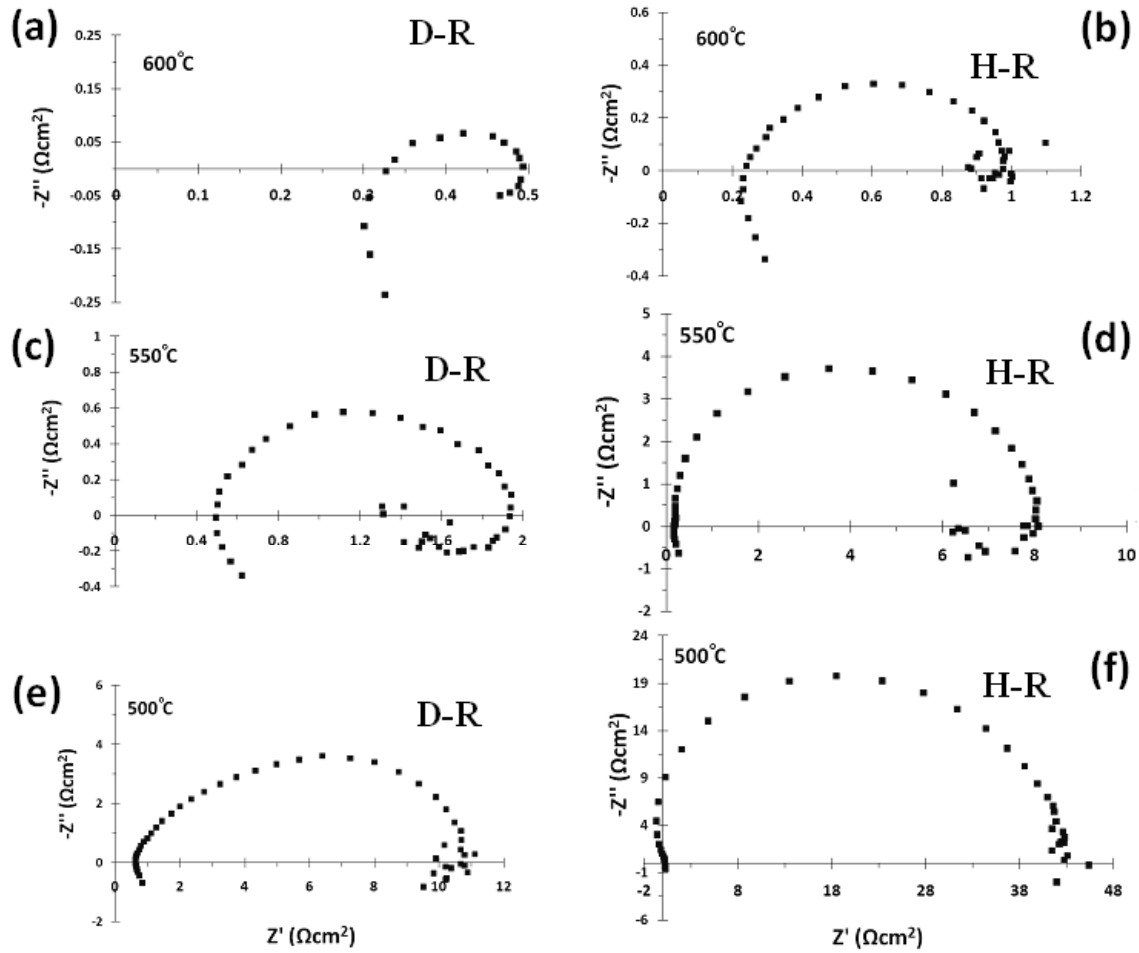 (a)
D-R
600°C
0.25
0.15
0.05
-0.05
-0.15
-0.25
0 0.1 0.2 0.3 0.4 0.5
-Z'' (Ωcm²)
(b)
H-R
600°C
0.6
0.4
0.2
0
-0.2
-0.4
0 0.2 0.4 0.6 0.8 1 1.2
-Z'' (Ωcm²)
(c)
D-R
550°C
1
0.8
0.6
0.4
0.2
0
-0.2
-0.4
0 0.4 0.8 1.2 1.6 2
-Z'' (Ωcm²)
(d)
H-R
550°C
5
4
3
2
1
0
-1
-2
0 2 4 6 8 10
-Z'' (Ωcm²)
(e)
D-R
500°C
6
4
2
0
-2
0 2 4 6 8 10 12
-Z'' (Ωcm²)
Z' (Ωcm²)
(f)
H-R
500°C
24
19
14
9
4
-1
-6
-2 8 18 28 38 48
-Z'' (Ωcm²)
Z' (Ωcm²)